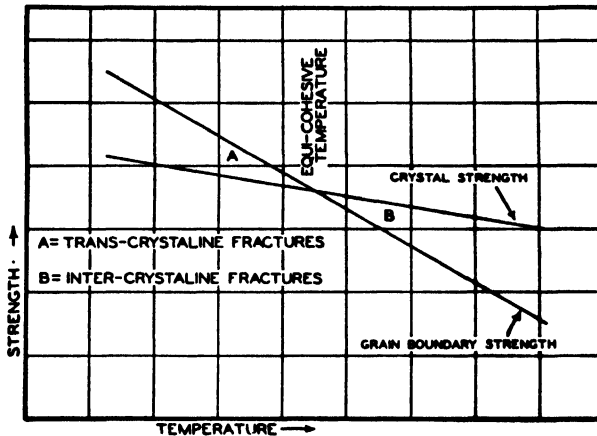 EQUI-COHESIVE
TEMPERATURE
A
CRYSTAL STRENGTH
B
A= TRANS-CRYSTALINE FRACTURES
B= INTER-CRYSTALINE FRACTURES
STRENGTH
GRAIN BOUNDARY STRENGTH
TEMPERATURE